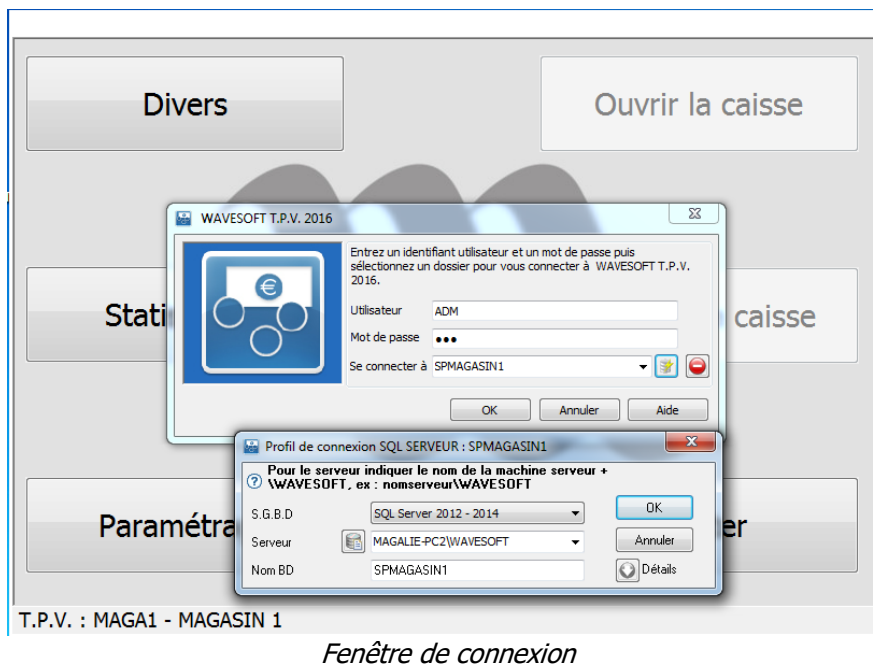 Divers
Ouvrir la caisse
WAVESOFT T.P.V. 2016
Entrez un identifiant utilisateur et un mot de passe puis
sélectionnez un dossier pour vous connecter à WAVESOFT T.P.V.
2016.
Utilisateur ADM
Mot de passe •••
Se connecter à SPMAGASIN1
Stati
caisse
OK Annuler Aide
Profil de connexion SQL SERVEUR : SPMAGASIN1
Pour le serveur indiquer le nom de la machine serveur +
\WAVESOFT, ex : nomserveur\WAVESOFT
S.G.B.D SQL Server 2012 - 2014 OK
Serveur MAGALIE-PC2\WAVESOFT Annuler
Nom BD SPMAGASIN1 Détails
Paramétra
er
T.P.V. : MAGA1 - MAGASIN 1
Fenêtre de connexion